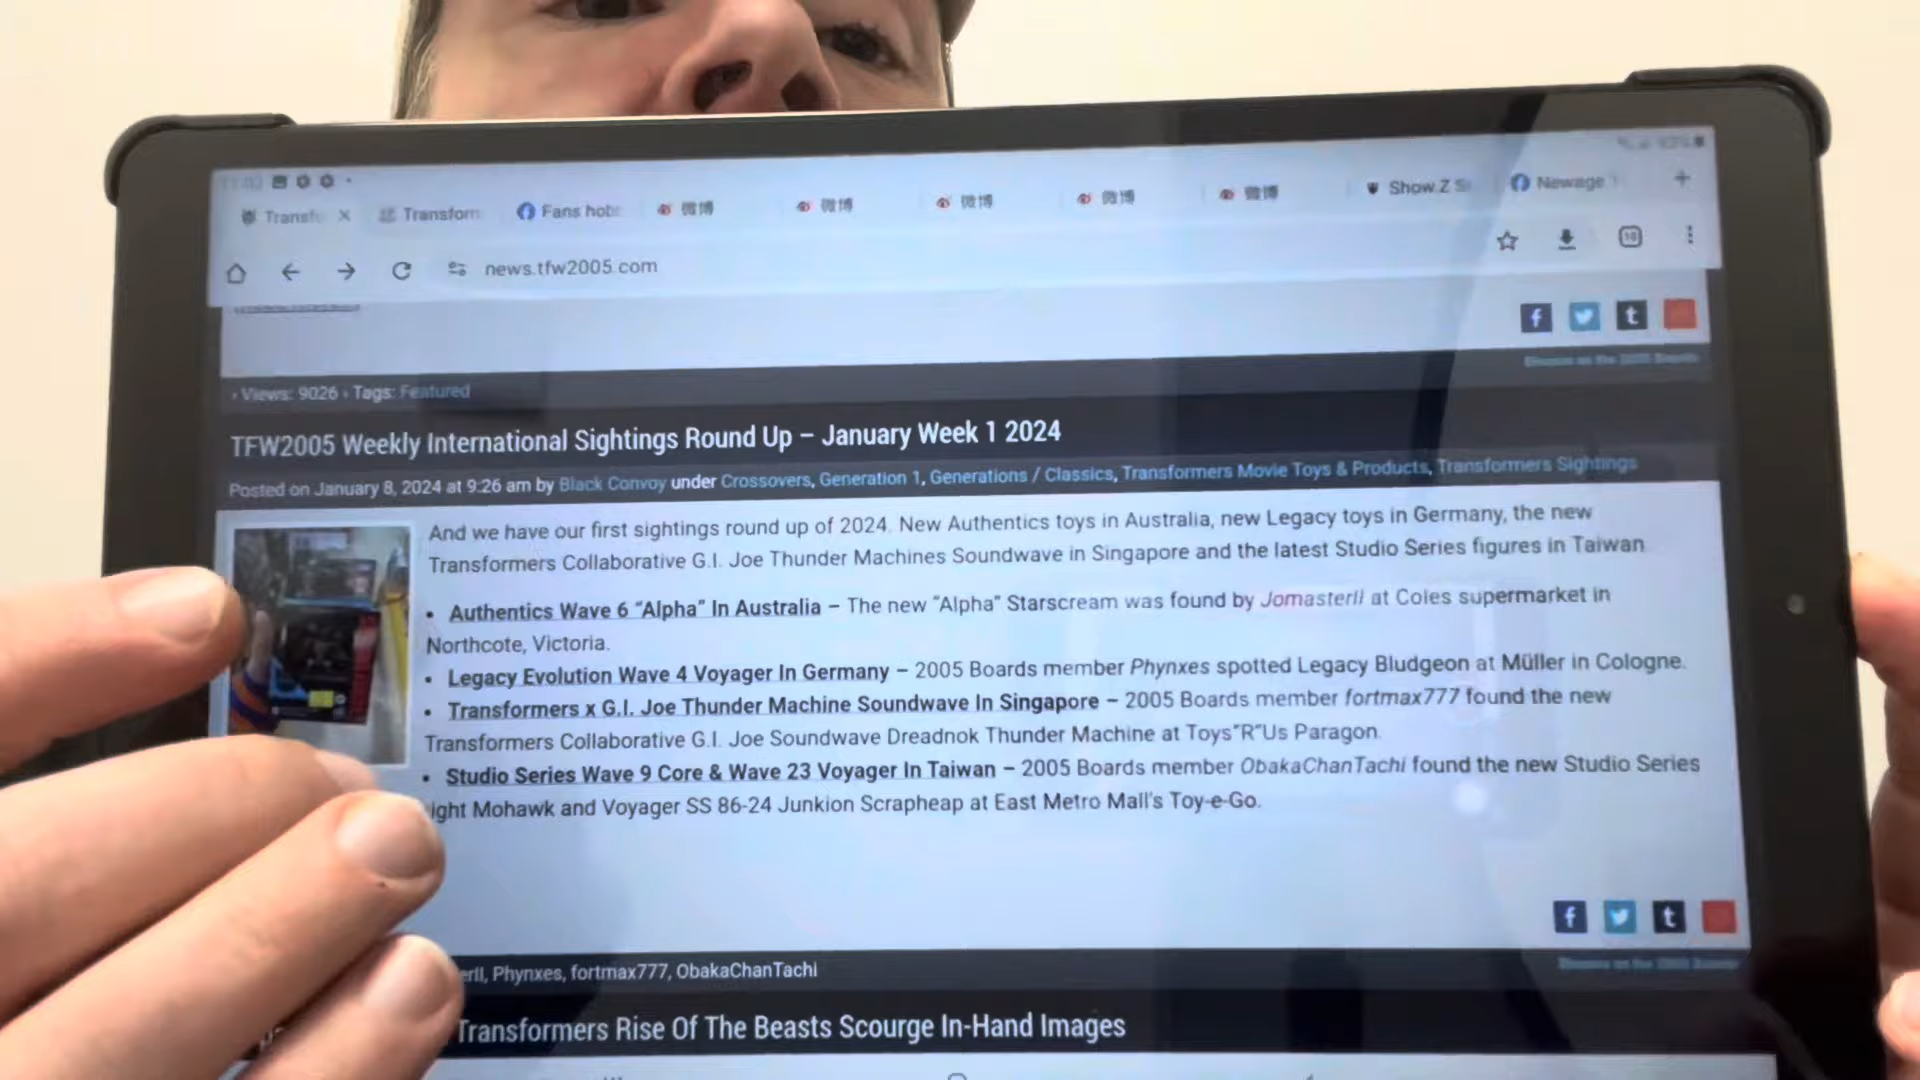 Transfo
Transform
Fans hobb
微博
微博
微博
微博
微博
Show.Z S
Newage
news.tfw2005.com
18
› Views: 9026 › Tags: Featured
TFW2005 Weekly International Sightings Round Up – January Week 1 2024
Posted on January 8, 2024 at 9:26 am by Black Convoy under Crossovers, Generation 1, Generations / Classics, Transformers Movie Toys & Products, Transformers Sightings
And we have our first sightings round up of 2024. New Authentics toys in Australia, new Legacy toys in Germany, the new
Transformers Collaborative G.I. Joe Thunder Machines Soundwave in Singapore and the latest Studio Series figures in Taiwan
• Authentics Wave 6 “Alpha” In Australia – The new “Alpha” Starscream was found by Jomasterll at Coles supermarket in
Northcote, Victoria.
• Legacy Evolution Wave 4 Voyager In Germany – 2005 Boards member Phynxes spotted Legacy Bludgeon at Müller in Cologne.
• Transformers x G.I. Joe Thunder Machine Soundwave In Singapore – 2005 Boards member fortmax777 found the new
Transformers Collaborative G.I. Joe Soundwave Dreadnok Thunder Machine at Toys”R”Us Paragon.
• Studio Series Wave 9 Core & Wave 23 Voyager In Taiwan – 2005 Boards member ObakaChanTachi found the new Studio Series
ight Mohawk and Voyager SS 86-24 Junkion Scrapheap at East Metro Mall's Toy-e-Go.
erll, Phynxes, fortmax777, ObakaChanTachi
Transformers Rise Of The Beasts Scourge In-Hand Images